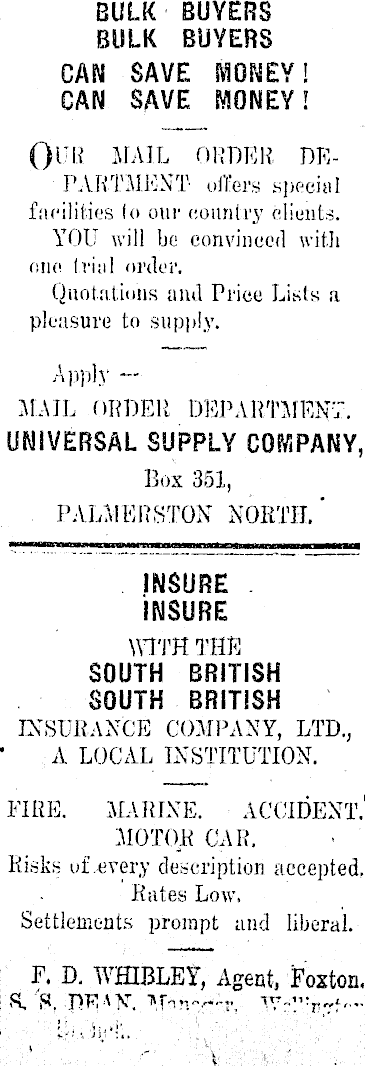 BULK BUYERS
BULK BUYERS
CAN SAVE MONEY!
CAN SAVE MONEY!
OUR MAIL ORDER DE-
PARTMENT offers special
facilities to our country clients.
YOU will be convinced with
one trial order.
Quotations and Price Lists a
pleasure to supply.
Apply —
MAIL ORDER DEPARTMENT.
UNIVERSAL SUPPLY COMPANY,
Box 351,
PALMERSTON NORTH.
INSURE
INSURE
WITH THE
SOUTH BRITISH
SOUTH BRITISH
INSURANCE COMPANY, LTD.,
A LOCAL INSTITUTION.
FIRE. MARINE. ACCIDENT.
MOTOR CAR.
Risks of every description accepted.
Rates Low.
Settlements prompt and liberal.
F. D. WHIBLEY, Agent, Foxton.
S. S. DEAN, Manager, Wellington